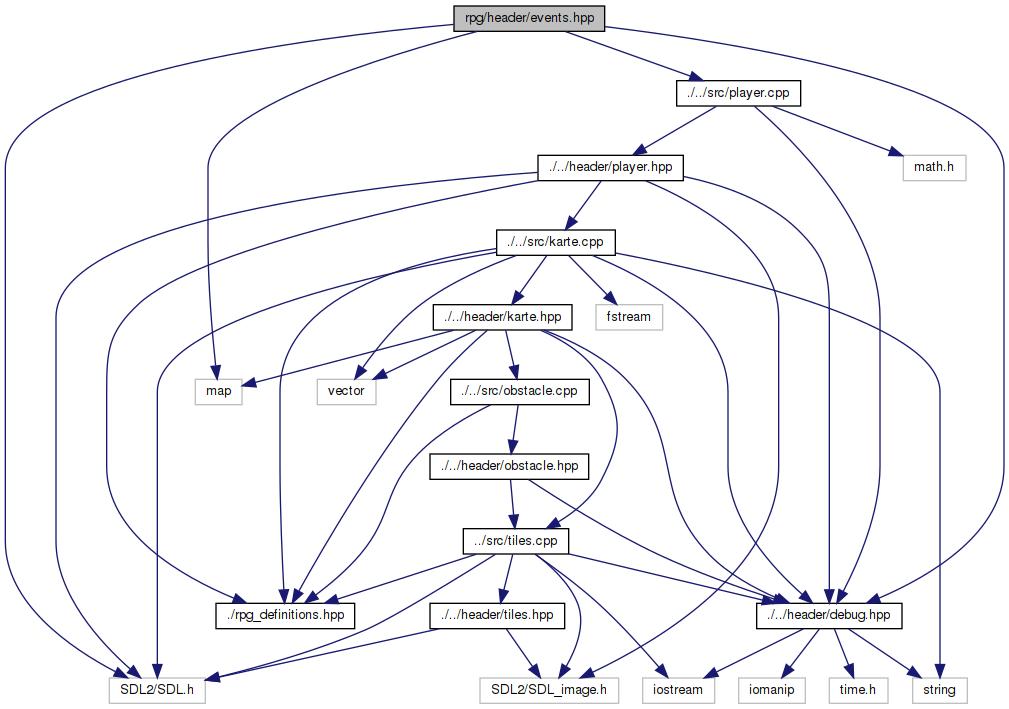 rpg/header/events.hpp
./../src/player.cpp
./../header/player.hpp
math.h
./../src/karte.cpp
./../header/karte.hpp
fstream
map
vector
./../src/obstacle.cpp
./../header/obstacle.hpp
../src/tiles.cpp
./rpg_definitions.hpp
./../header/tiles.hpp
./../header/debug.hpp
SDL2/SDL.h
SDL2/SDL_image.h
iostream
iomanip
time.h
string